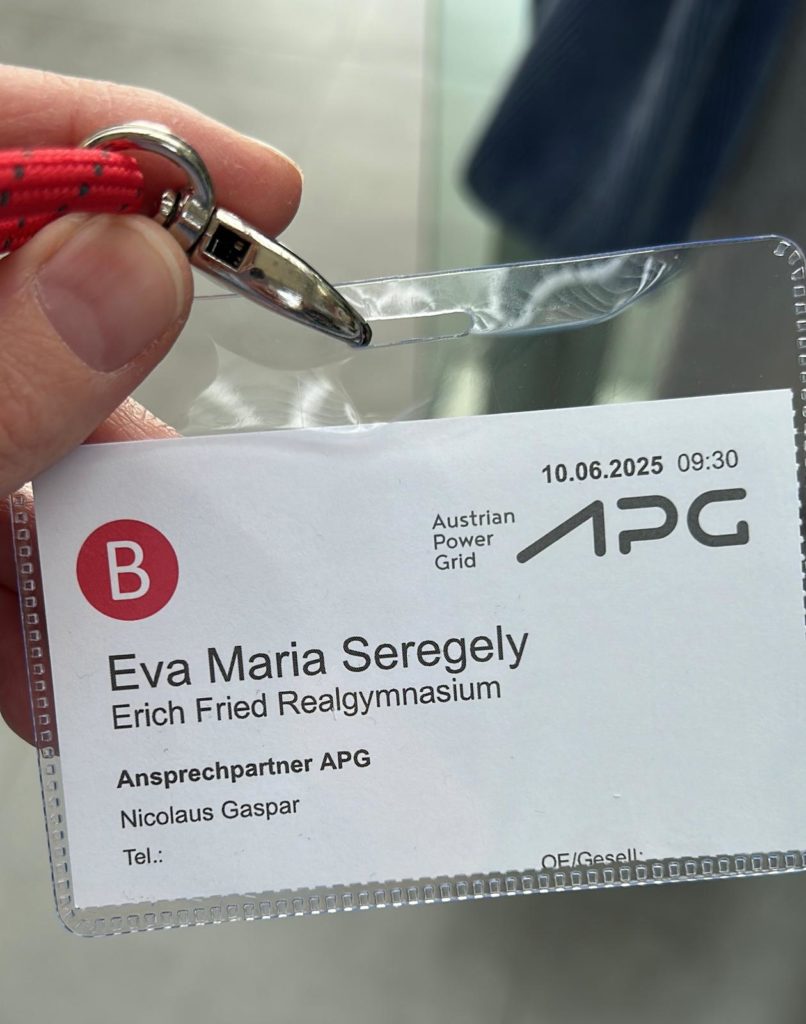 10.06.2025 09:30
Austrian
Power
Grid
APG
B
Eva Maria Seregely
Erich Fried Realgymnasium
Ansprechpartner APG
Nicolaus Gaspar
Tel.:
OE/Gesell: